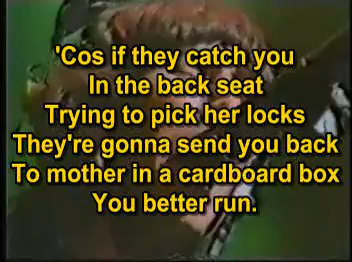 'Cos if they catch you
In the back seat
Trying to pick her locks
They're gonna send you back
To mother in a cardboard box
You better run.